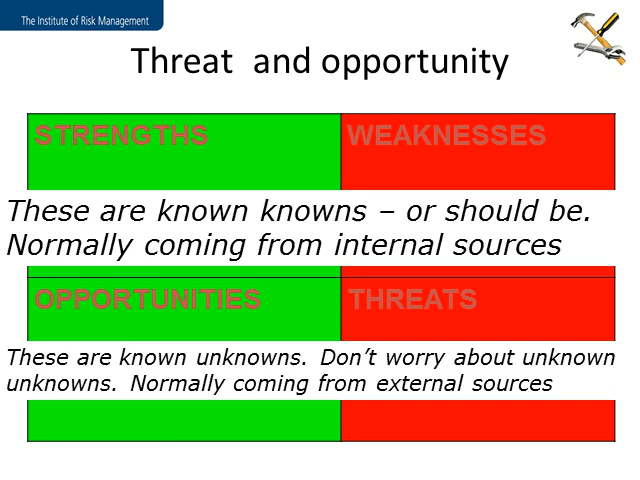 The Institute of Risk Management
Threat and opportunity
STRENGTHS
WEAKNESSES
These are known knowns – or should be.
Normally coming from internal sources
OPPORTUNITIES
THREATS
These are known unknowns. Don't worry about unknown
unknowns. Normally coming from external sources